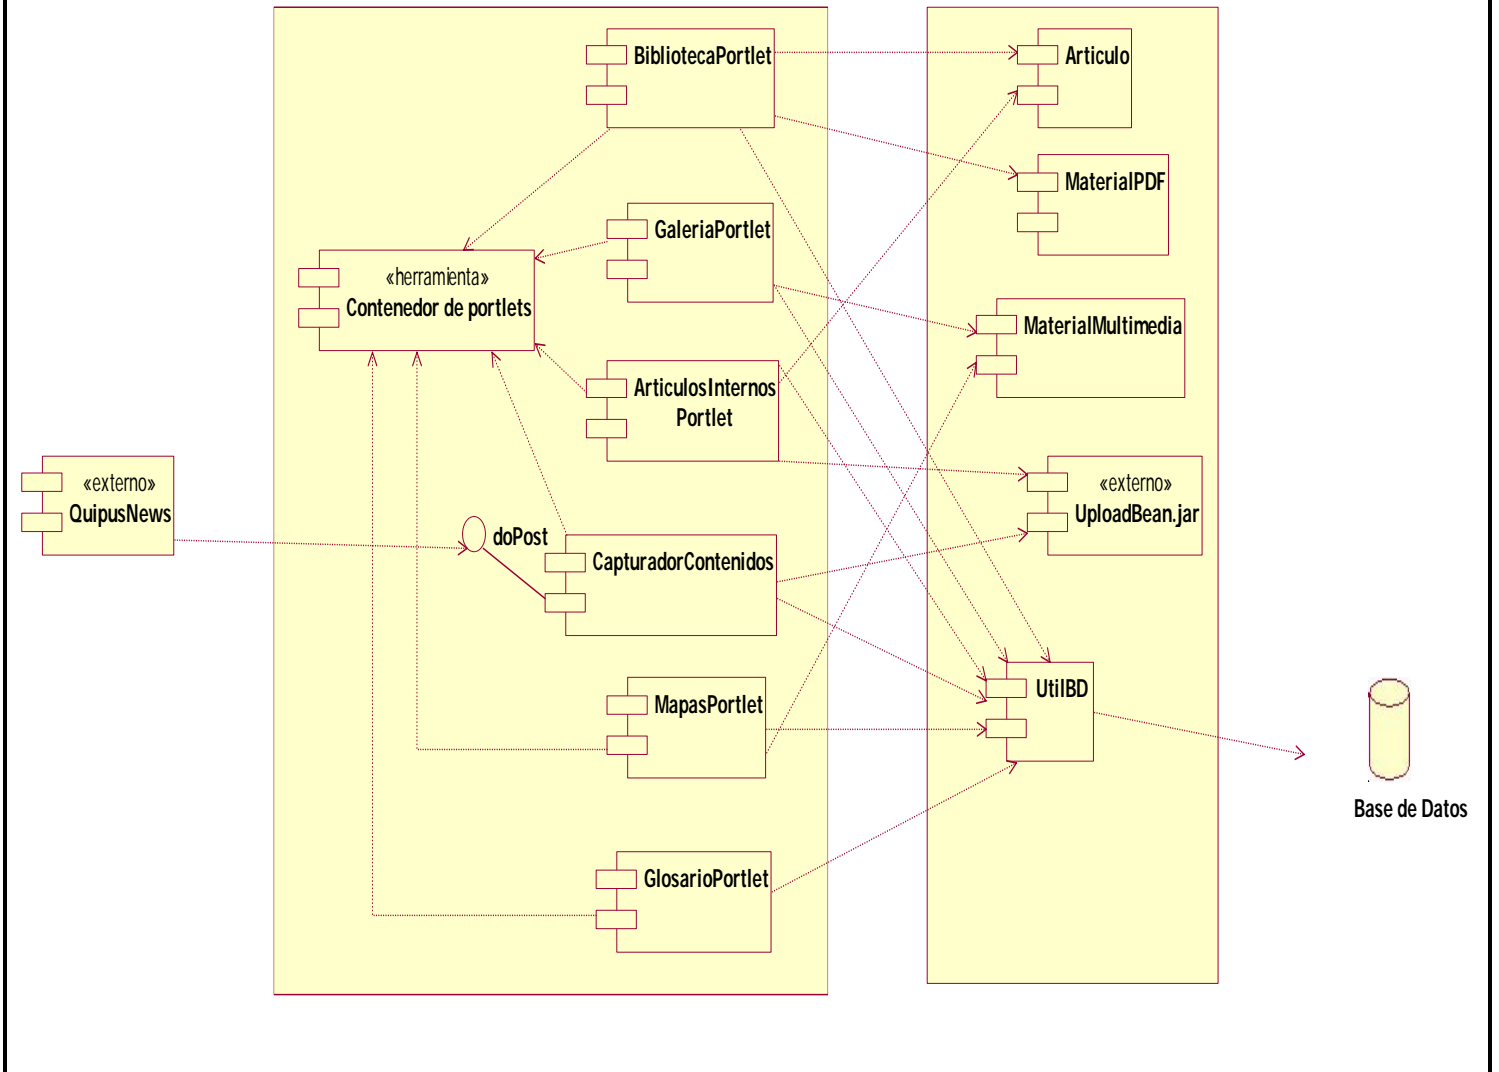 BibliotecaPortlet
Articulo
MaterialPDF
GaleriaPortlet
«herramienta»
Contenedor de portlets
MaterialMultimedia
ArticulosInternos
Portlet
«externo»
QuipusNews
«externo»
UploadBean.jar
doPost
CapturadorContenidos
MapasPortlet
UtilBD
Base de Datos
GlosarioPortlet